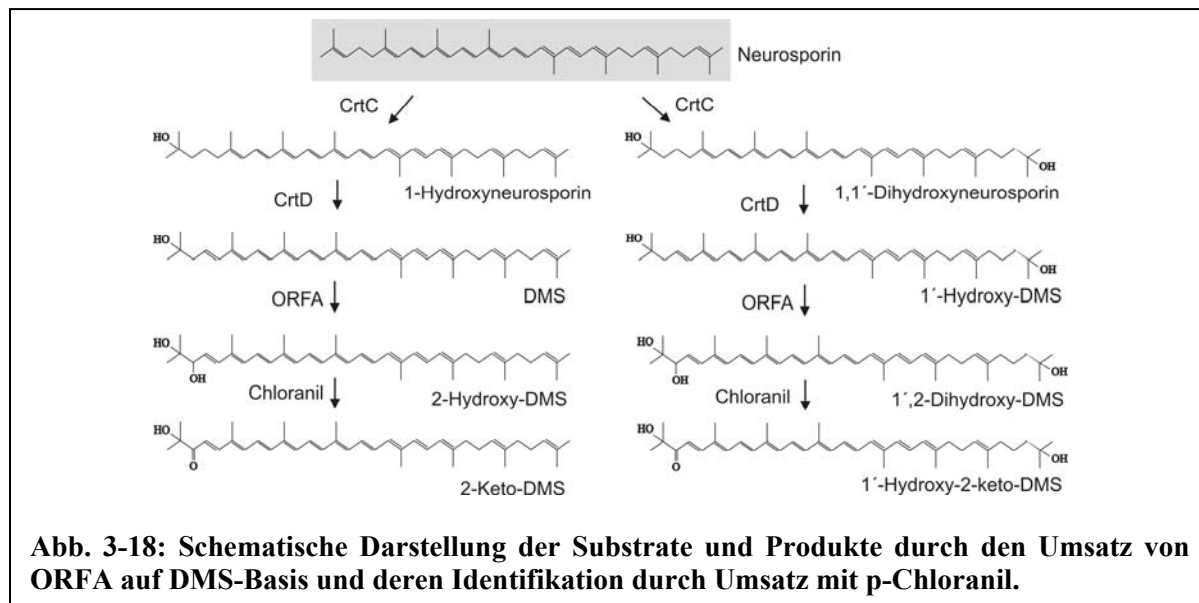 Neurosporin
CrtC
CrtC
HO
HO
OH
1-Hydroxyneurosporin
1,1´-Dihydroxyneurosporin
CrtD
CrtD
HO
HO
OH
DMS
1´-Hydroxy-DMS
ORFA
ORFA
HO
OH
HO
OH
OH
2-Hydroxy-DMS
1´,2-Dihydroxy-DMS
Chloranil
Chloranil
HO
O
HO
O
OH
2-Keto-DMS
1´-Hydroxy-2-keto-DMS
Abb. 3-18: Schematische Darstellung der Substrate und Produkte durch den Umsatz von
ORFA auf DMS-Basis und deren Identifikation durch Umsatz mit p-Chloranil.